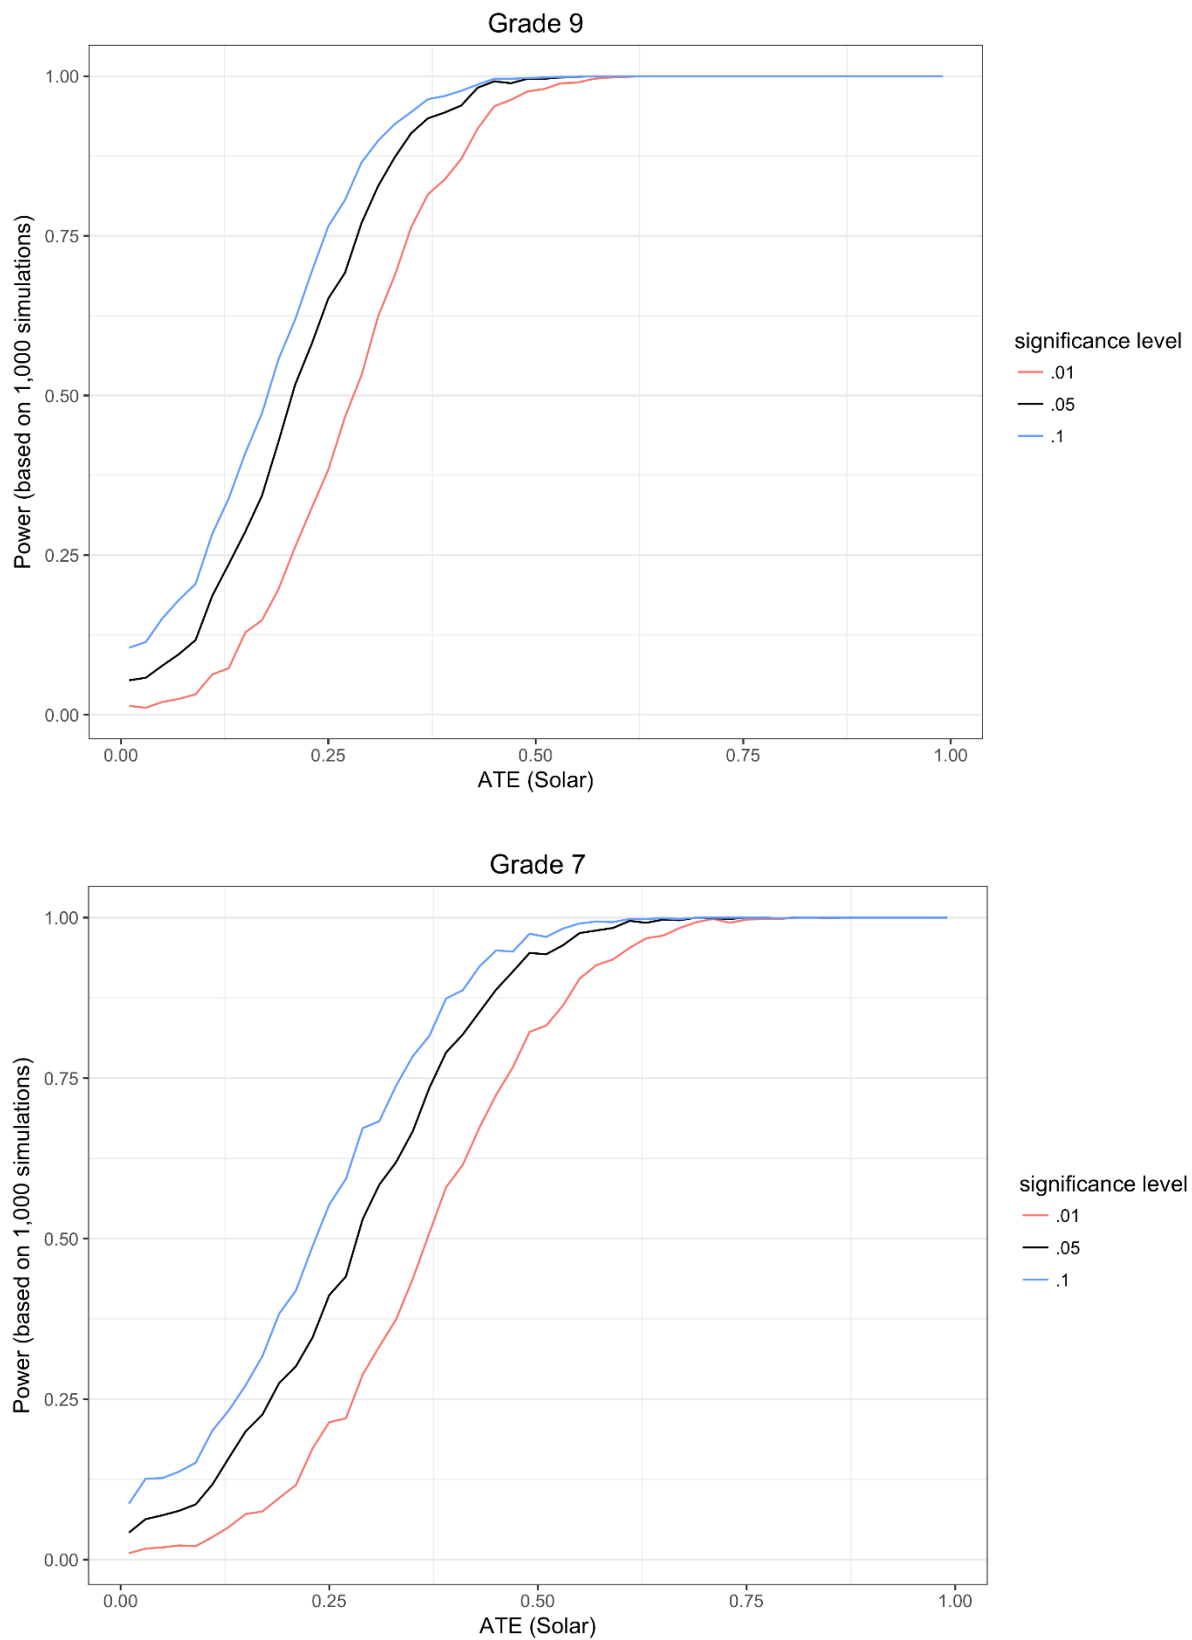 Grade 9
Power (based on 1,000 simulations)
1.00
0.75
0.50
0.25
0.00
0.00 0.25 0.50 0.75 1.00
ATE (Solar)
significance level
.01
.05
.1
Grade 7
Power (based on 1,000 simulations)
1.00
0.75
0.50
0.25
0.00
0.00 0.25 0.50 0.75 1.00
ATE (Solar)
significance level
.01
.05
.1